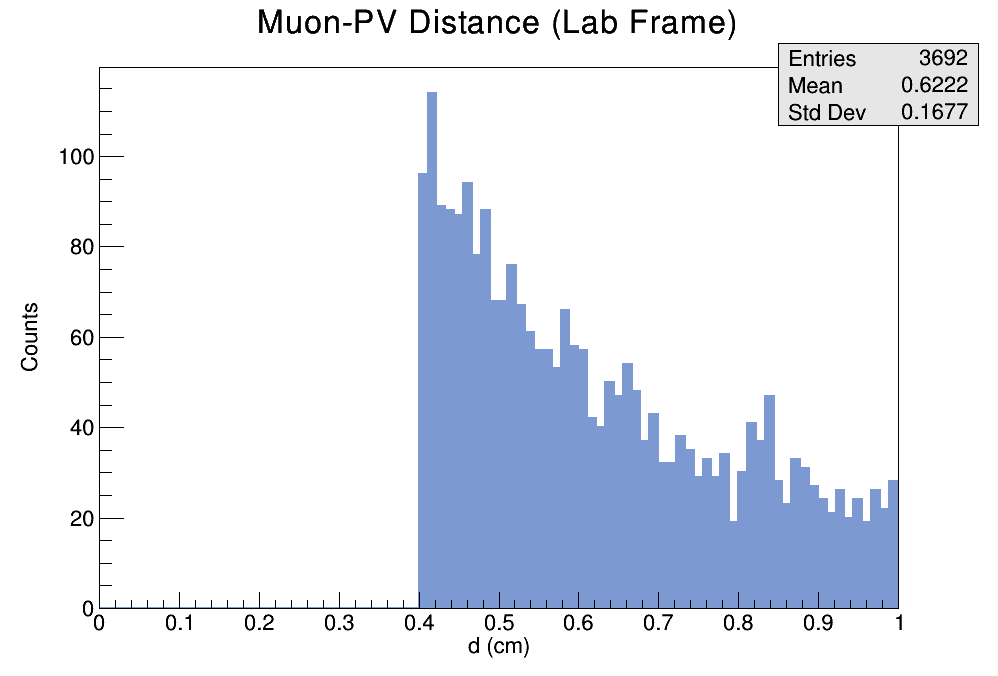 Muon-PV Distance (Lab Frame)
Entries 3692
Mean 0.6222
Std Dev 0.1677
Counts
100
80
60
40
20
0
0 0.1 0.2 0.3 0.4 0.5 0.6 0.7 0.8 0.9 1
d (cm)